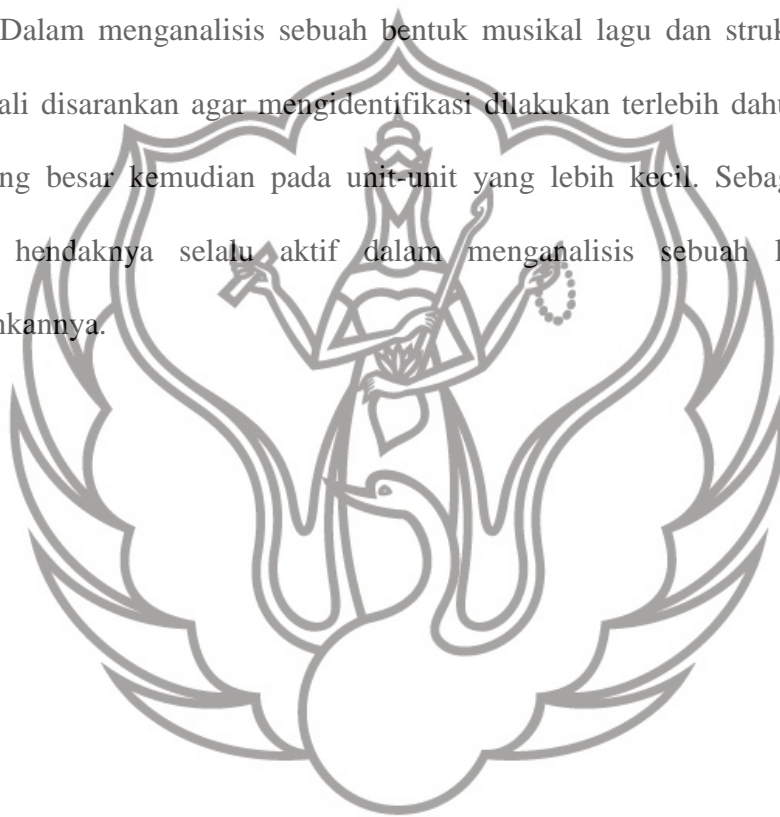 Dalam menganalisis sebuah bentuk musikal lagu dan struk
ali disarankan agar mengidentifikasi dilakukan terlebih dahu
ng besar kemudian pada unit-unit yang lebih kecil. Sebag
hendaknya selalu aktif dalam menganalisis sebuah
nkannya.